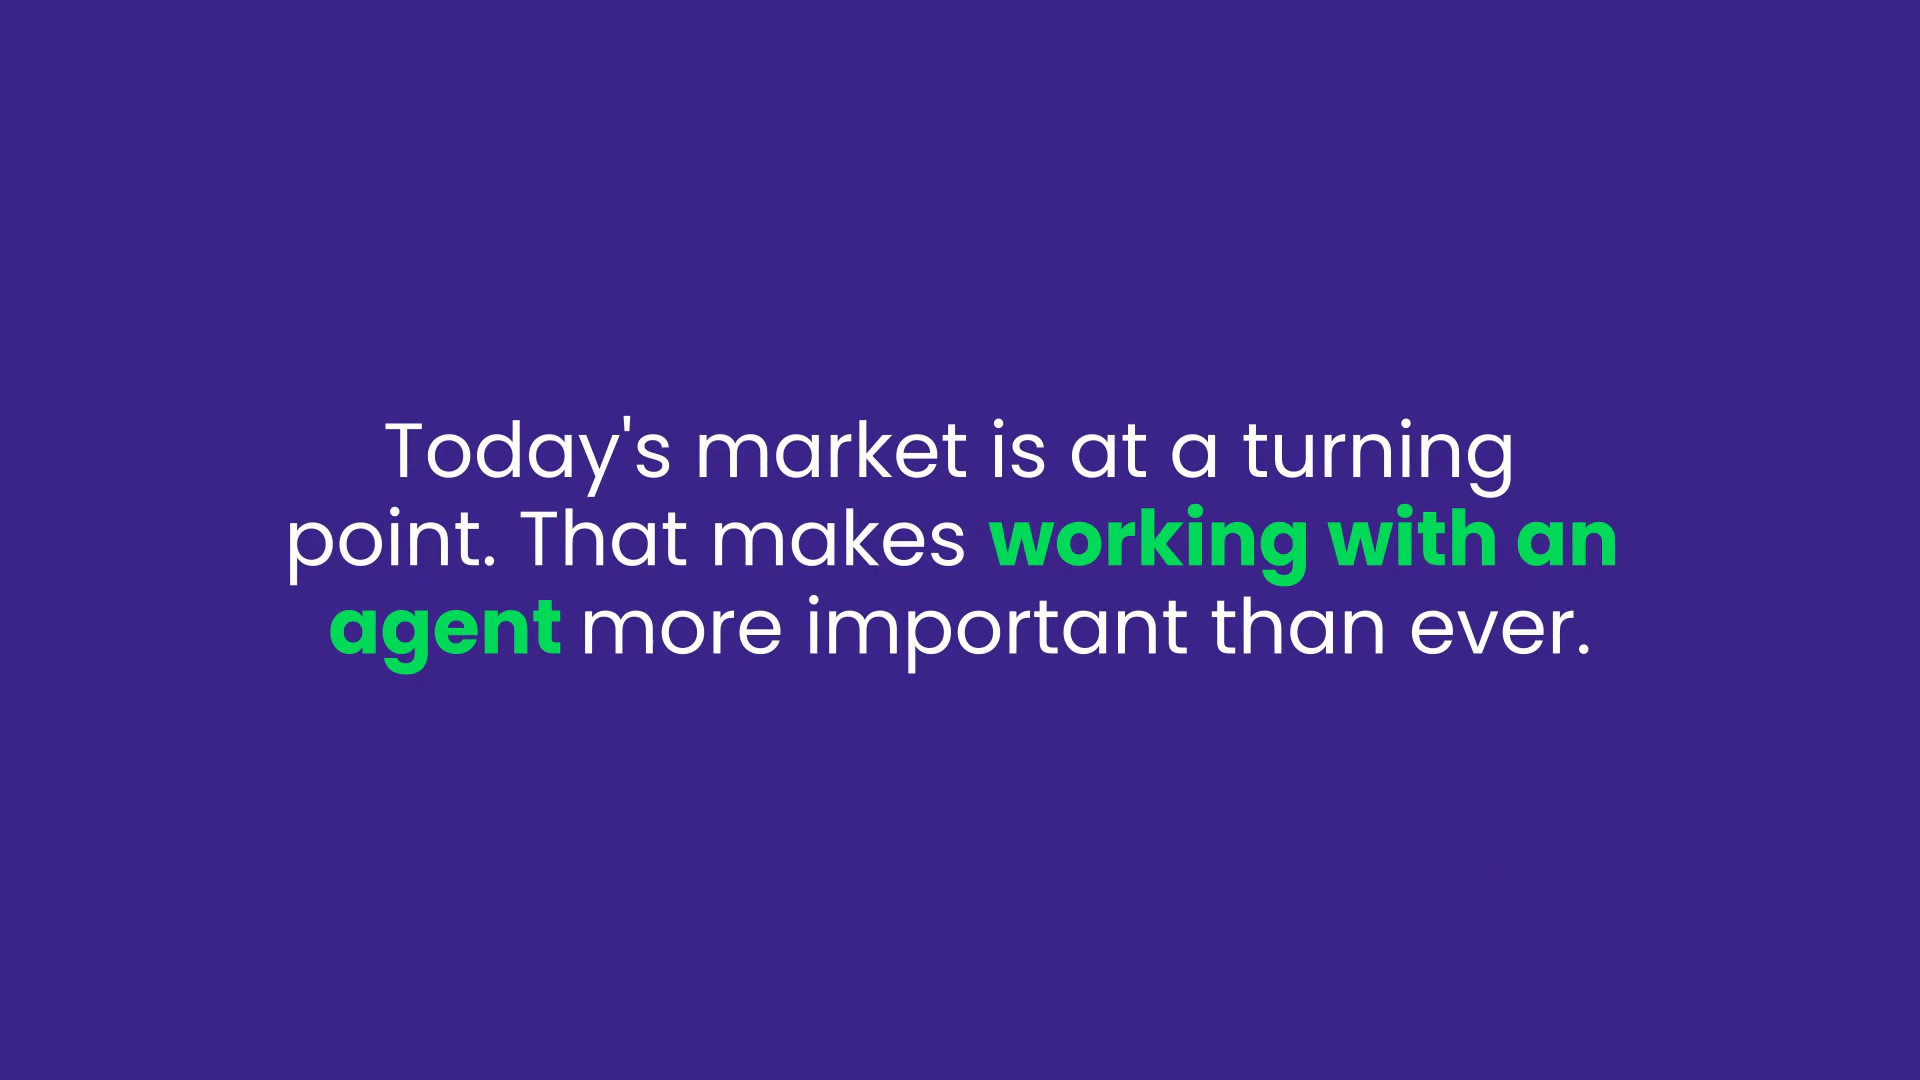 Today's market is at a turning
point. That makes working with an
agent more important than ever.